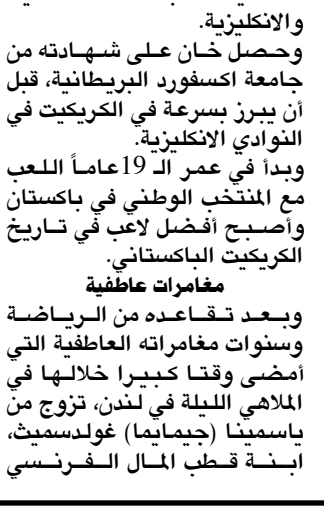 والانكليزية.
وحصل خان على شهادته من
جامعة اكسفورد البريطانية، قبل
أن يبرز بسرعة في الكريكيت في
النوادي الانكليزية.
وبدأ في عمر الـ 19عاماً اللعب
مع المنتخب الوطني في باكستان
وأصبح أفضل لاعب في تاريخ
الكريكيت الباكستاني.
مغامرات عاطفية
وبعد تقاعده من الرياضة
وسنوات مغامراته العاطفية التي
أمضى وقتا كبيرا خلالها في
الملاهي الليلة في لندن، تزوج من
ياسمينا (جيمايما) غولدسميث،
ابنة قطب المال الفرنسي